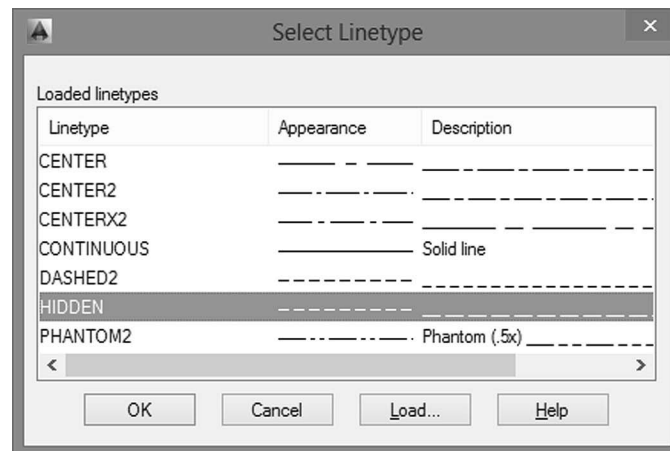 Select Linetype
Loaded linetypes
Linetype Appearance Description
CENTER
CENTER2
CENTERX2
CONTINUOUS Solid line
DASHED2
HIDDEN
PHANTOM2 Phantom (.5x)
OK Cancel Load... Help